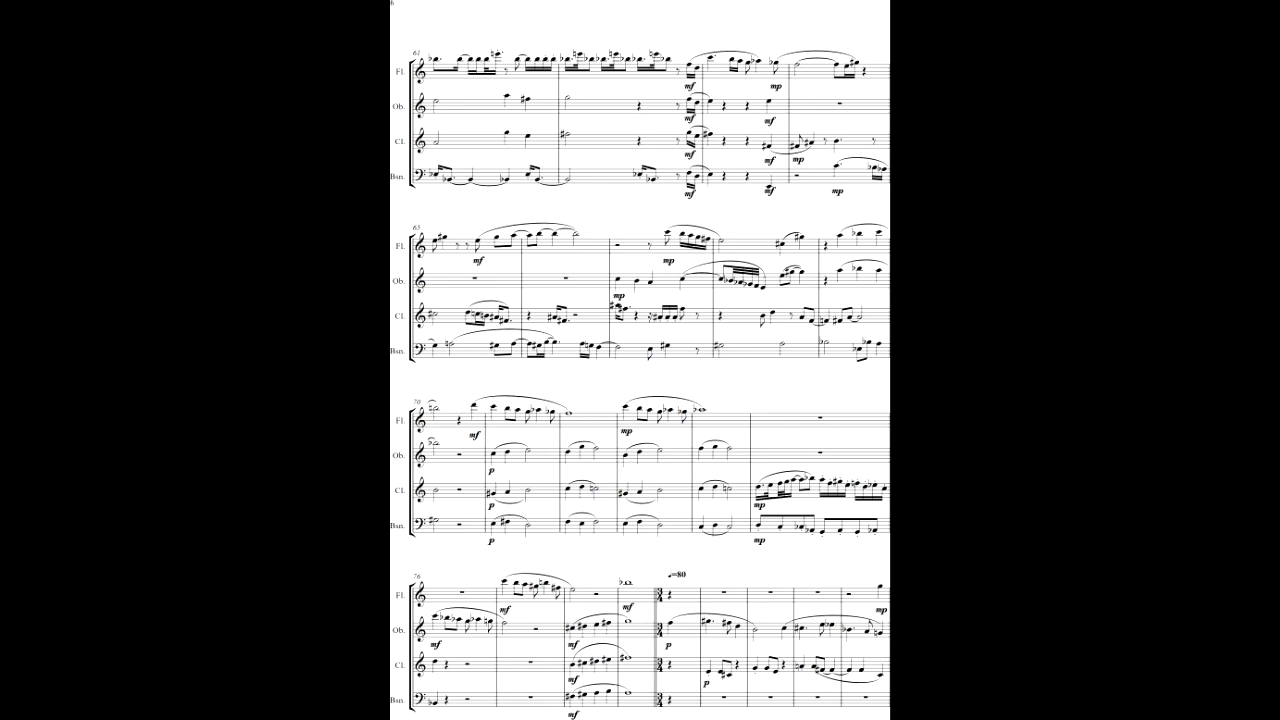 6
61
Fl.
mf mp
Ob.
mf mf
Cl.
mf mf mp
Bsn.
mf mf mp
65
Fl.
mf mp
Ob.
mp
Cl.
Bsn.
70
Fl.
mf mp
Ob.
p
Cl.
p mp
Bsn.
p mp
76
♩=80
Fl.
mf mf mp
Ob.
mf mf p
Cl.
mf p
Bsn.
mf